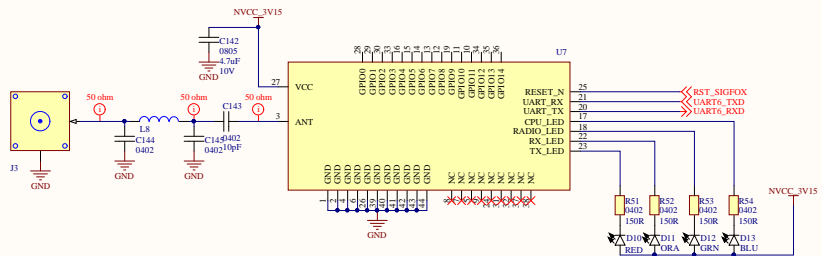 NVCC_3V15
C142
0805
4.7uF
10V
GND
U7
28 29 30 33 16 15 14 13 12 19 11 10 34 35 36
GPIO0
GPIO1
GPIO2
GPIO3
GPIO4
GPIO5
GPIO6
GPIO7
GPIO8
GPIO9
GPIO10
GPIO11
GPIO12
GPIO13
GPIO14
27
VCC
3
ANT
RESET_N
25
RST_SIGFOX
UART_RX
21
UART6_TXD
UART_TX
20
UART6_RXD
CPU_LED
17
RADIO_LED
18
RX_LED
22
TX_LED
23
J3
GND
50 ohm
i
50 ohm
i
50 ohm
i
L8
C144
0402
GND
C145
0402
GND
C143
0402
10pF
GND GND GND GND GND GND GND GND GND GND GND
1 2 4 6 26 39 40 41 42 43 44
GND
NC NC NC NC NC NC NC NC NC
NVCC_3V15
R51
0402
150R
R52
0402
150R
R53
0402
150R
R54
0402
150R
D10
RED
D11
ORA
D12
GRN
D13
BLU